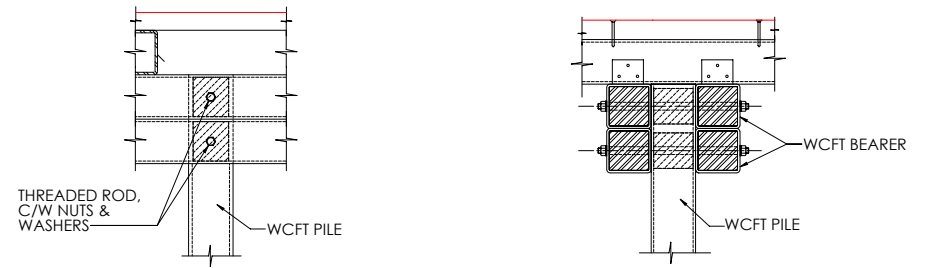 THREADED ROD,
C/W NUTS &
WASHERS
WCFT PILE
WCFT BEARER
WCFT PILE